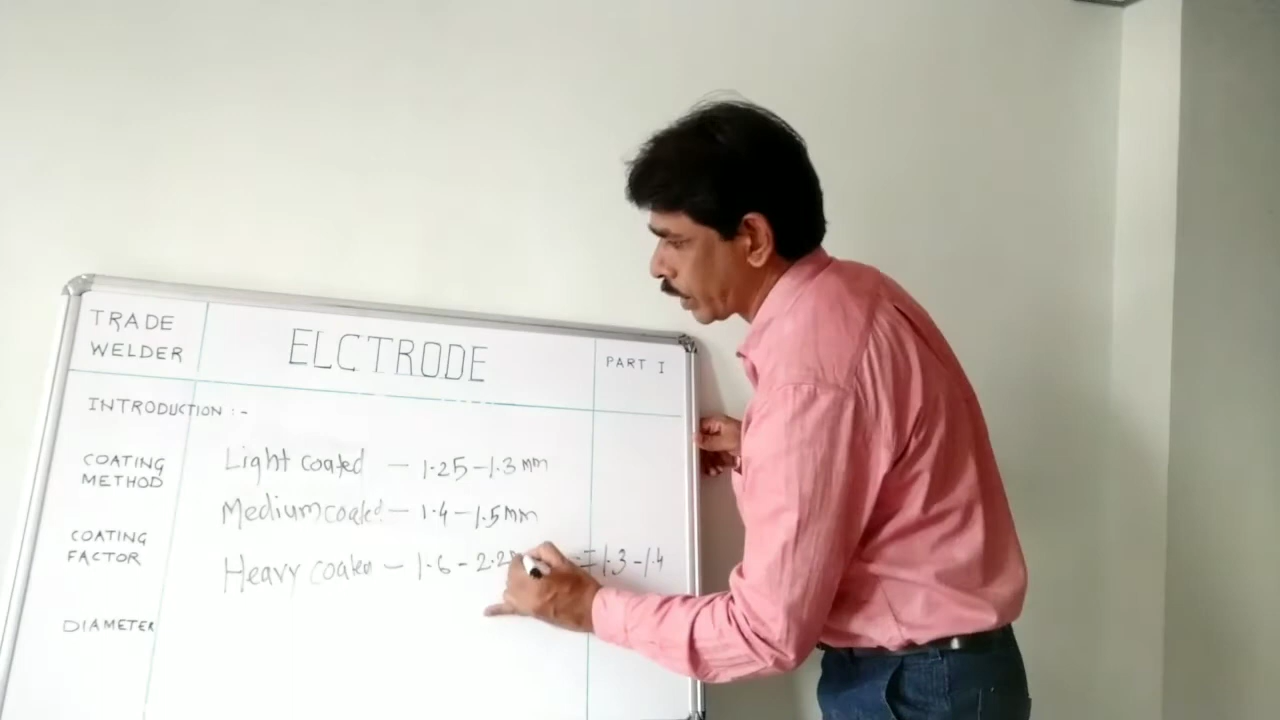 TRADE
WELDER
ELCTRODE
PART I
INTRODUCTION :-
COATING
METHOD
Light coated - 1.25 - 1.3 mm
Medium coated - 1.4 - 1.5 mm
COATING
FACTOR
Heavy coated - 1.6 - 2.2 = 1.3 - 1.4
DIAMETER